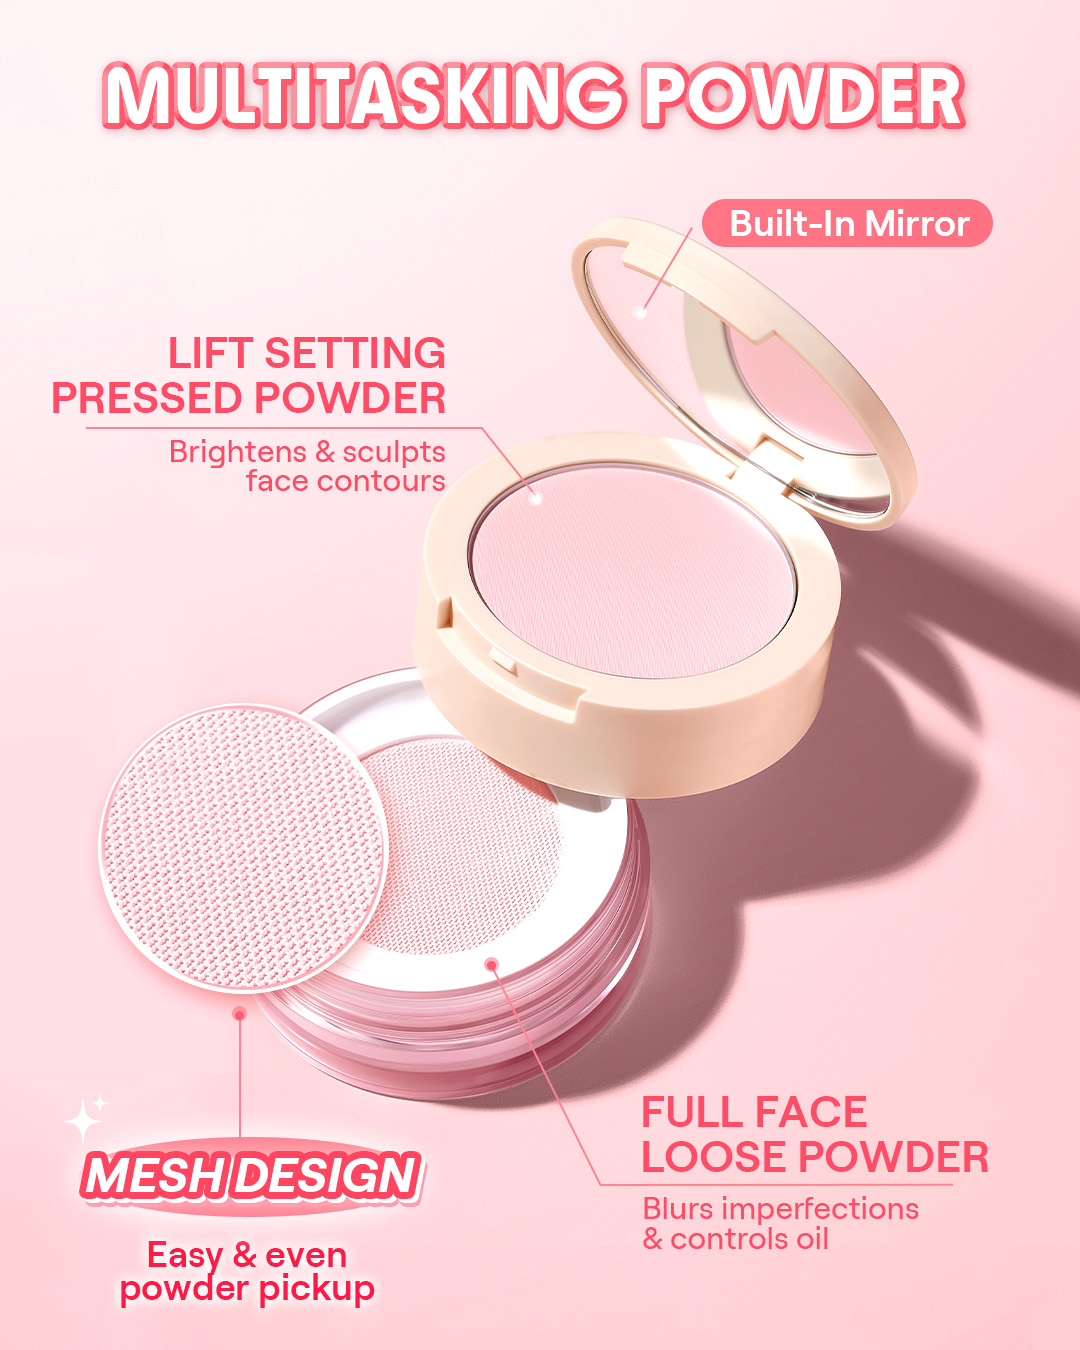 MULTITASKING POWDER
Built-In Mirror
LIFT SETTING
PRESSED POWDER
Brightens & sculpts
face contours
FULL FACE
LOOSE POWDER
Blurs imperfections
& controls oil
MESH DESIGN
Easy & even
powder pickup